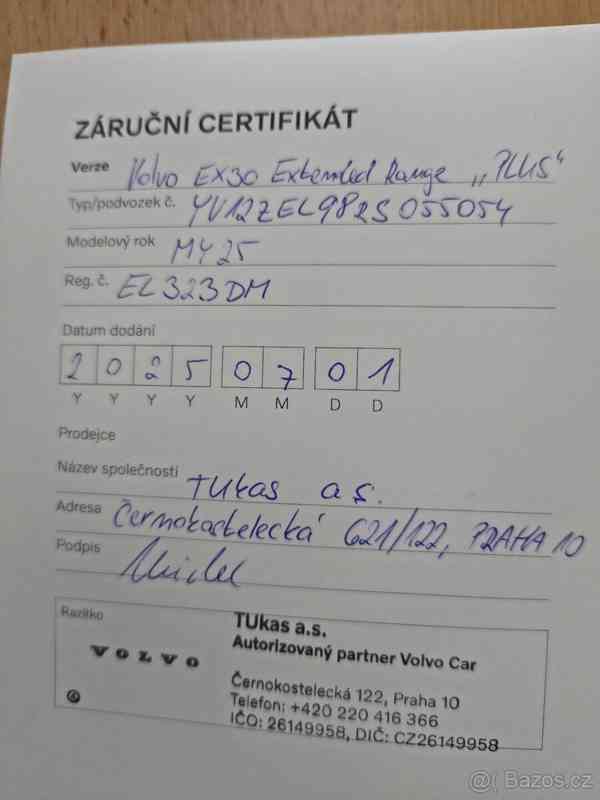 ZÁRUČNÍ CERTIFIKÁT
Verze Volvo EX30 Extended Range „PLUS“
Typ/podvozek č. YV12ZEL982S055054
Modelový rok MY25
Reg. č. EL323DM
Datum dodání
2 0 2 5 0 7 0 1
Y Y Y Y M M D D
Prodejce
Název společnosti TUkas a.s.
Adresa Černokostelecká 621/122, PRAHA 10
Podpis
Razítko
VOLVO
TUkas a.s.
Autorizovaný partner Volvo Car
Černokostelecká 122, Praha 10
Telefon: +420 220 416 366
IČO: 26149958, DIČ: CZ26149958
@ Bazos.cz